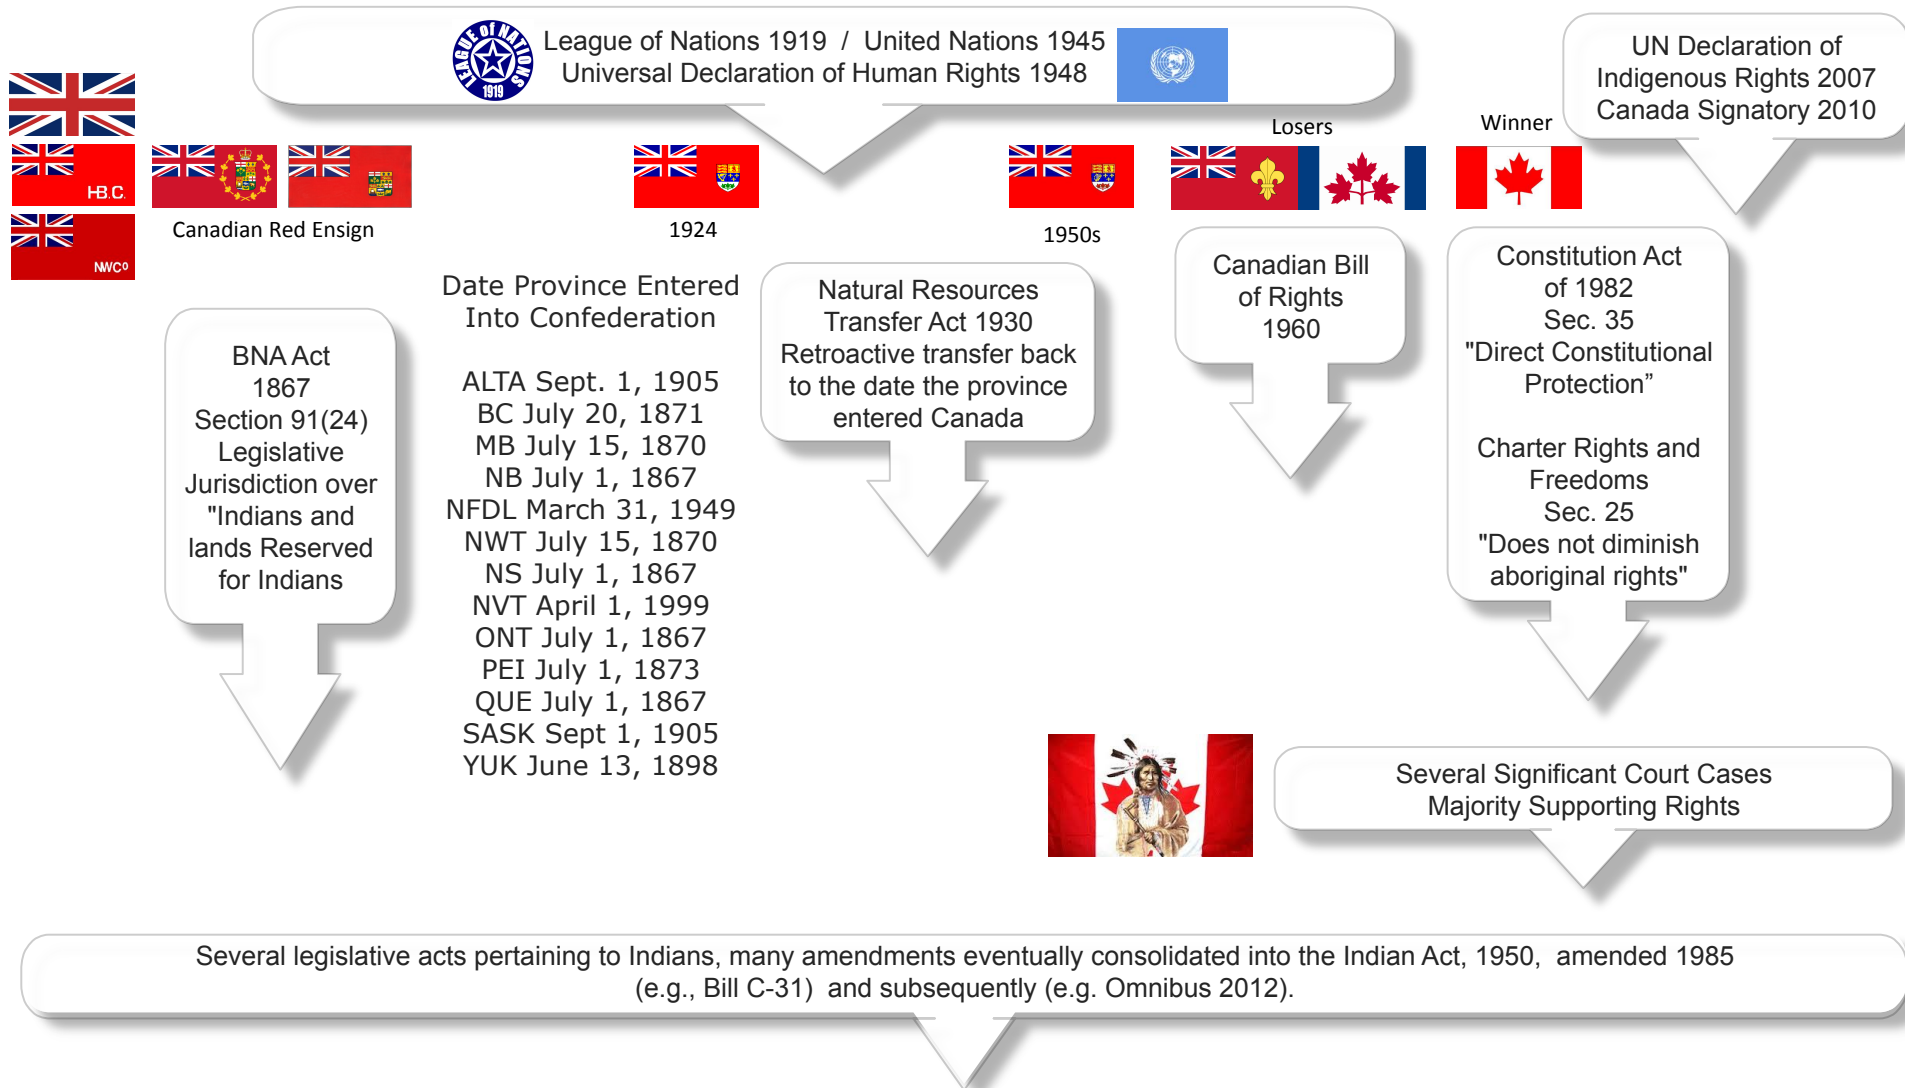 LEAGUE of NATIONS
1919
League of Nations 1919  /  United Nations 1945
Universal Declaration of Human Rights 1948
UN Declaration of
Indigenous Rights 2007
Canada Signatory 2010
Losers
Winner
H.B.C.
NWCº
Canadian Red Ensign
1924
1950s
BNA Act
1867
Section 91(24)
Legislative
Jurisdiction over
"Indians and
lands Reserved
for Indians
Date Province Entered
Into Confederation
ALTA Sept. 1, 1905
BC July 20, 1871
MB July 15, 1870
NB July 1, 1867
NFDL March 31, 1949
NWT July 15, 1870
NS July 1, 1867
NVT April 1, 1999
ONT July 1, 1867
PEI July 1, 1873
QUE July 1, 1867
SASK Sept 1, 1905
YUK June 13, 1898
Natural Resources
Transfer Act 1930
Retroactive transfer back
to the date the province
entered Canada
Canadian Bill
of Rights
1960
Constitution Act
of 1982
Sec. 35
"Direct Constitutional
Protection”
Charter Rights and
Freedoms
Sec. 25
"Does not diminish
aboriginal rights"
Several Significant Court Cases
Majority Supporting Rights
Several legislative acts pertaining to Indians, many amendments eventually consolidated into the Indian Act, 1950,  amended 1985
(e.g., Bill C-31)  and subsequently (e.g. Omnibus 2012).